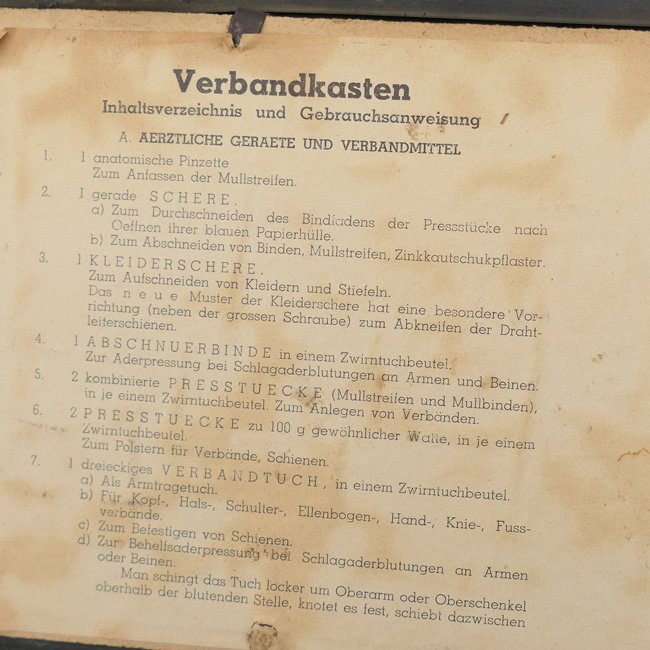 Verbandkasten
Inhaltsverzeichnis und Gebrauchsanweisung
A. AERZTLICHE GERAETE UND VERBANDMITTEL
1. 1 anatomische Pinzette
Zum Anfassen der Mullstreifen.
2. 1 gerade SCHERE.
a) Zum Durchschneiden des Bindfadens der Pressstücke nach
Oeffnen ihrer blauen Papierhülle.
b) Zum Abschneiden von Binden, Mullstreifen, Zinkkautschukpflaster.
3. 1 KLEIDERSCHERE.
Zum Aufschneiden von Kleidern und Stiefeln.
Das neue Muster der Kleiderschere hat eine besondere Vor-
richtung (neben der grossen Schraube) zum Abkneifen der Draht-
leiterschienen.
4. 1 ABSCHNUERBINDE in einem Zwirntuchbeutel.
Zur Aderpressung bei Schlagaderblutungen an Armen und Beinen.
5. 2 kombinierte PRESSTUECKE (Mullstreifen und Mullbinden),
in je einem Zwirntuchbeutel. Zum Anlegen von Verbänden.
6. 2 PRESSTUECKE zu 100 g gewöhnlicher Watte, in je einem
Zwirntuchbeutel.
Zum Polstern für Verbände, Schienen.
7. 1 dreieckiges VERBANDTUCH, in einem Zwirntuchbeutel.
a) Als Armtragetuch.
b) Für Kopf-, Hals-, Schulter-, Ellenbogen-, Hand-, Knie-, Fuss-
verbände.
c) Zum Befestigen von Schienen.
d) Zur Behelfsaderpressung bei Schlagaderblutungen an Armen
oder Beinen.
Man schingt das Tuch locker um Oberarm oder Oberschenkel
oberhalb der blutenden Stelle, knotet es fest, schiebt dazwischen